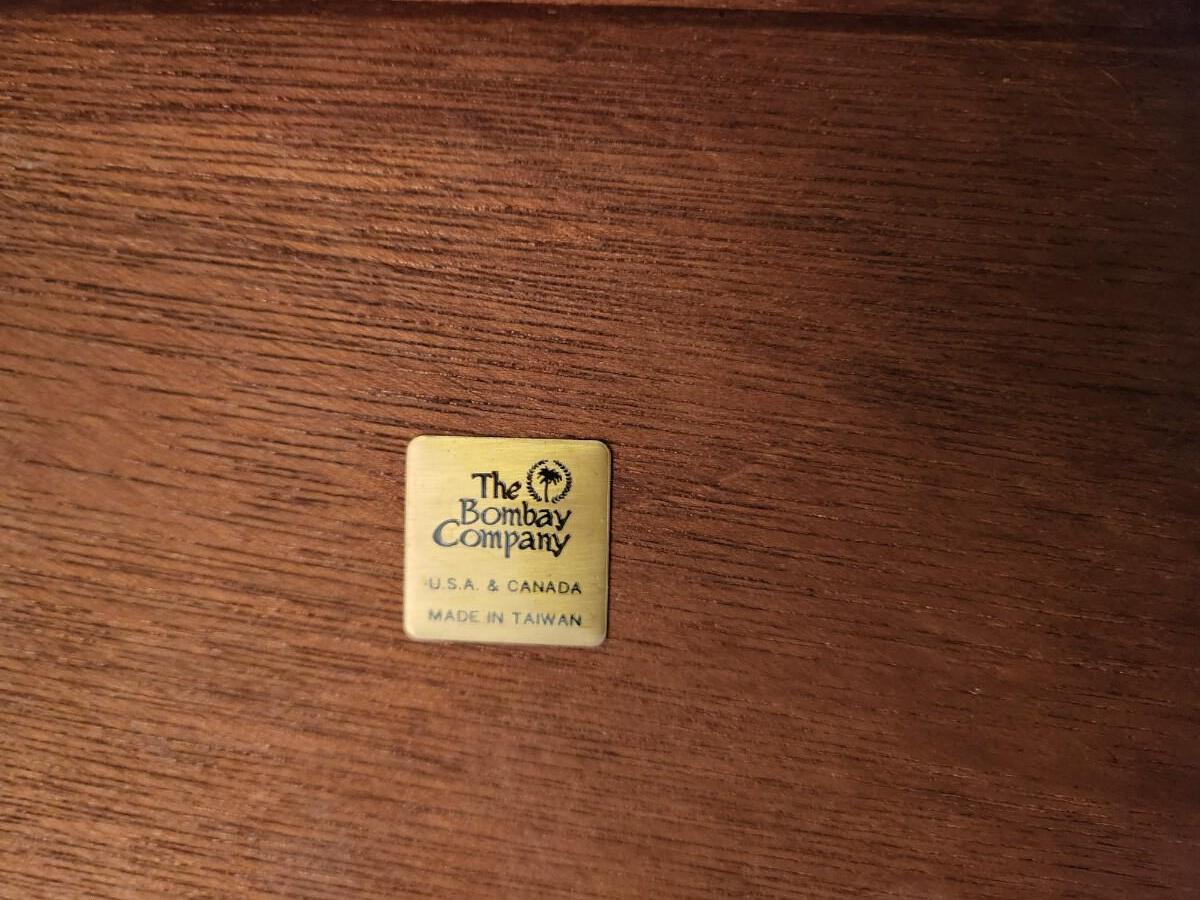 The
Bombay
Company
U.S.A. & CANADA
MADE IN TAIWAN